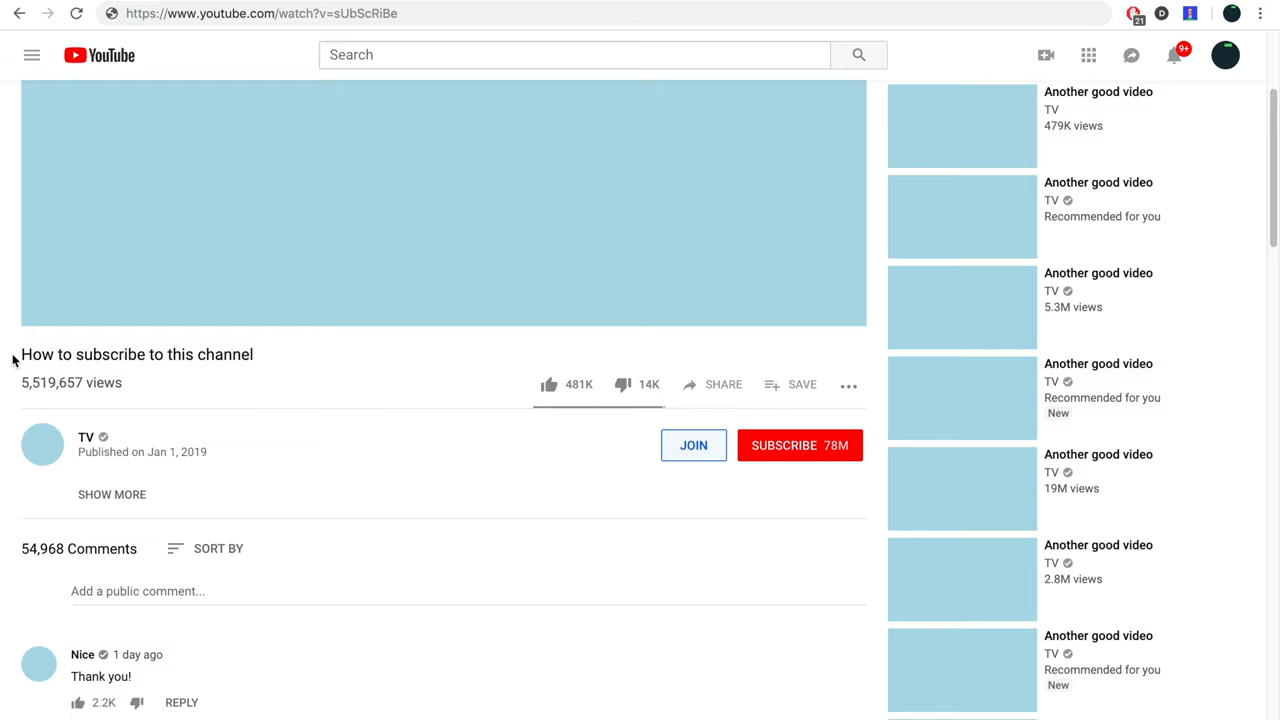 https://www.youtube.com/watch?v=sUbScRiBe
21
D
YouTube
Search
9+
How to subscribe to this channel
5,519,657 views
481K
14K
SHARE
SAVE
TV
Published on Jan 1, 2019
JOIN
SUBSCRIBE 78M
SHOW MORE
54,968 Comments
SORT BY
Add a public comment...
Nice 1 day ago
Thank you!
2.2K
REPLY
Another good video
TV
479K views
Another good video
TV
Recommended for you
Another good video
TV
5.3M views
Another good video
TV
Recommended for you
New
Another good video
TV
19M views
Another good video
TV
2.8M views
Another good video
TV
Recommended for you
New